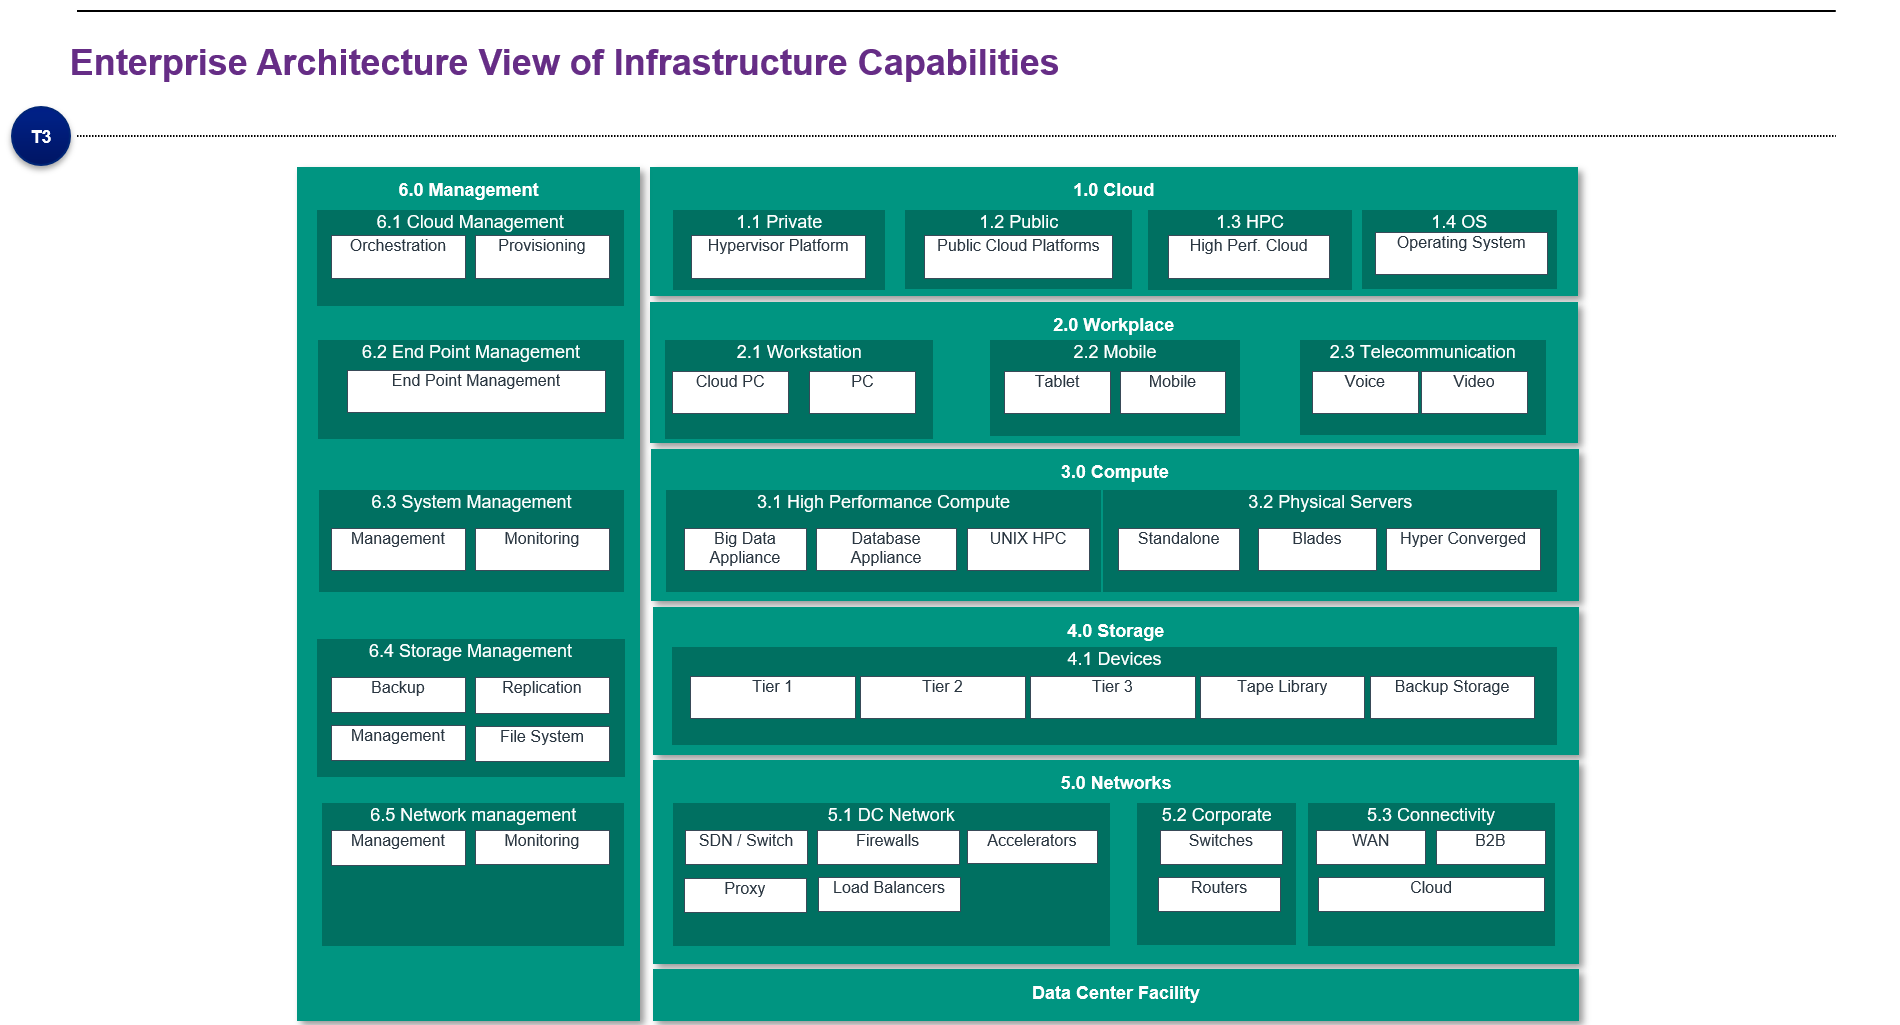 Enterprise Architecture View of Infrastructure Capabilities
T3
6.0 Management
6.1 Cloud Management
Orchestration
Provisioning
6.2 End Point Management
End Point Management
6.3 System Management
Management
Monitoring
6.4 Storage Management
Backup
Replication
Management
File System
6.5 Network management
Management
Monitoring
1.0 Cloud
1.1 Private
Hypervisor Platform
1.2 Public
Public Cloud Platforms
1.3 HPC
High Perf. Cloud
1.4 OS
Operating System
2.0 Workplace
2.1 Workstation
Cloud PC
PC
2.2 Mobile
Tablet
Mobile
2.3 Telecommunication
Voice
Video
3.0 Compute
3.1 High Performance Compute
Big Data
Appliance
Database
Appliance
UNIX HPC
3.2 Physical Servers
Standalone
Blades
Hyper Converged
4.0 Storage
4.1 Devices
Tier 1
Tier 2
Tier 3
Tape Library
Backup Storage
5.0 Networks
5.1 DC Network
SDN / Switch
Firewalls
Accelerators
Proxy
Load Balancers
5.2 Corporate
Switches
Routers
5.3 Connectivity
WAN
B2B
Cloud
Data Center Facility